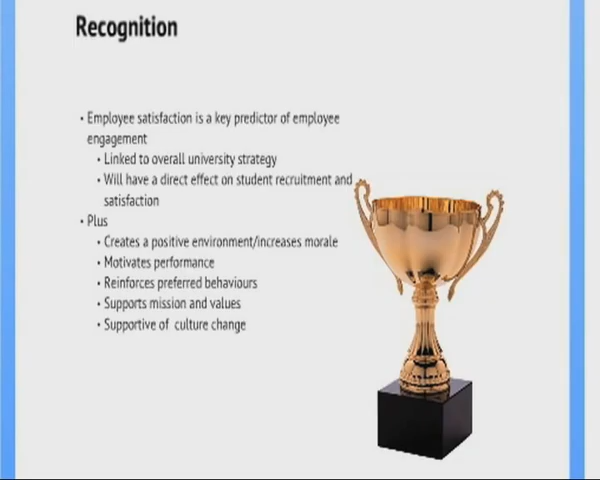 Recognition
• Employee satisfaction is a key predictor of employee
engagement
• Linked to overall university strategy
• Will have a direct effect on student recruitment and
satisfaction
• Plus
• Creates a positive environment/increases morale
• Motivates performance
• Reinforces preferred behaviours
• Supports mission and values
• Supportive of culture change